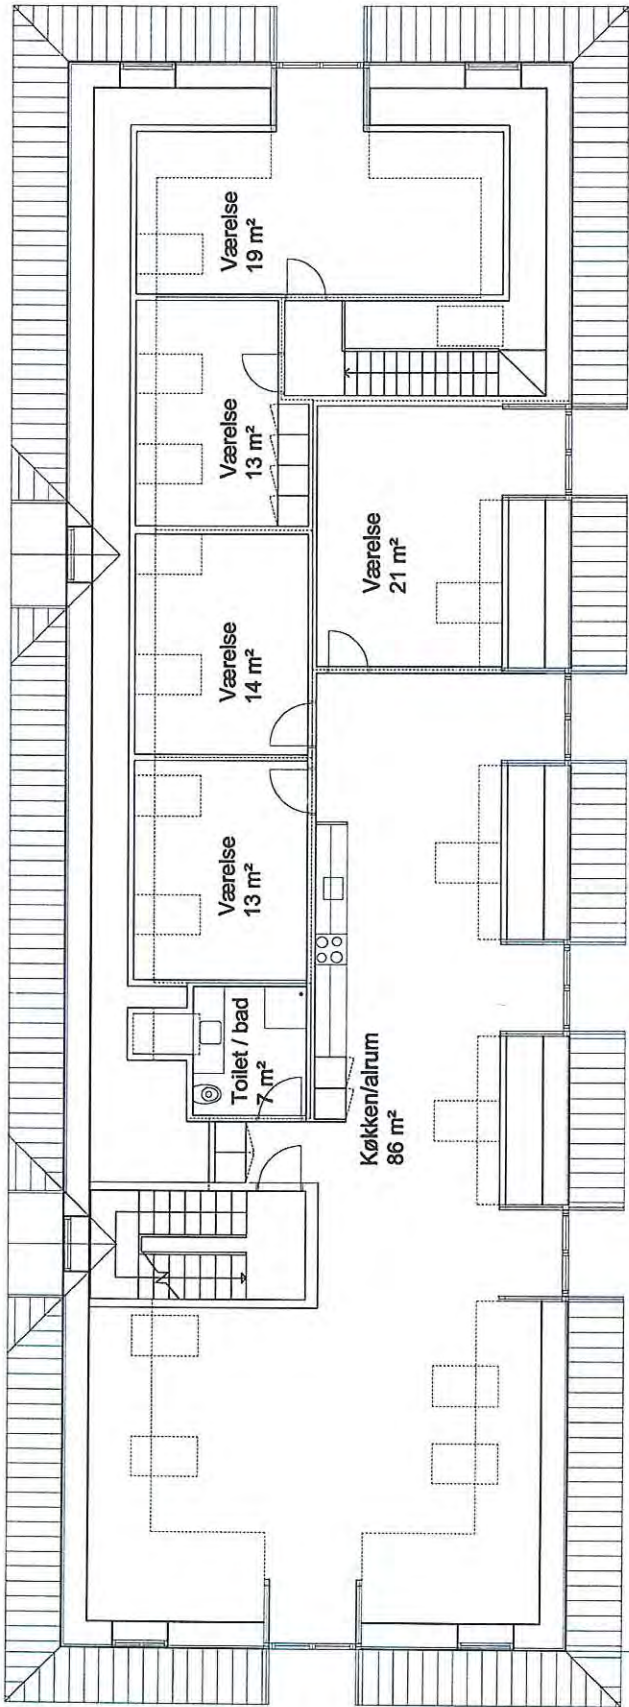 Værelse
19 m²
Værelse
13 m²
Værelse
21 m²
Værelse
14 m²
Værelse
13 m²
Toilet / bad
7 m²
Køkken/alrum
86 m²